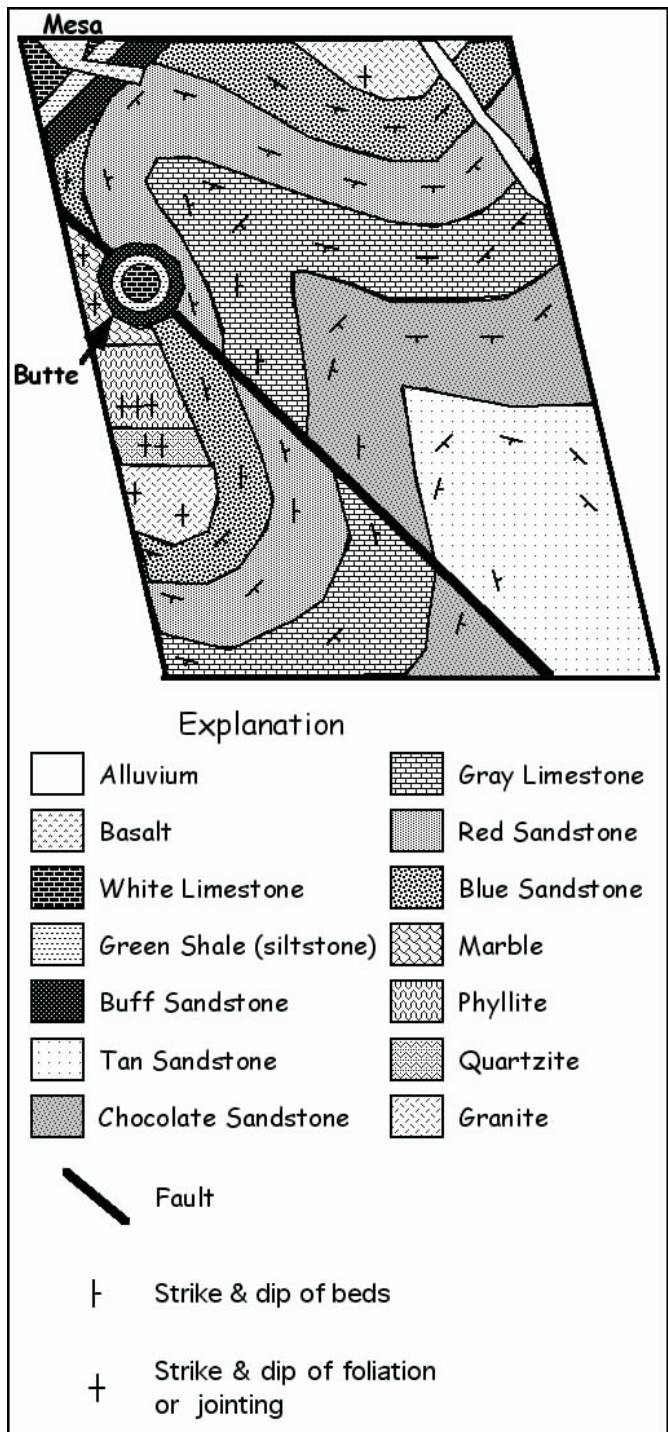 Mesa
Butte
Explanation
Alluvium
Basalt
White Limestone
Green Shale (siltstone)
Buff Sandstone
Tan Sandstone
Chocolate Sandstone
Gray Limestone
Red Sandstone
Blue Sandstone
Marble
Phyllite
Quartzite
Granite
Fault
Strike & dip of beds
Strike & dip of foliation
or jointing